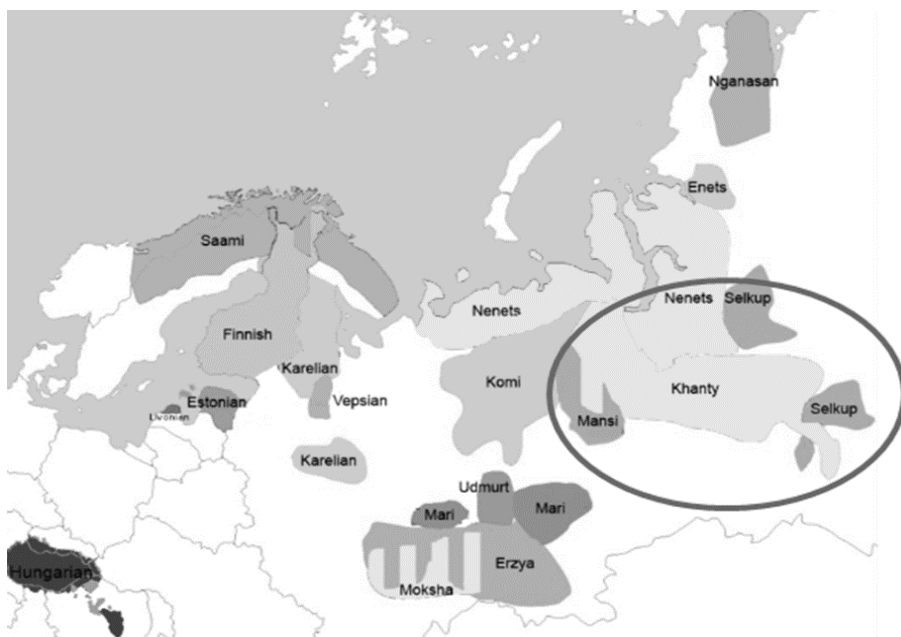 Nganasan
Enets
Saami
Nenets
Nenets
Selkup
Finnish
Karelian
Komi
Khanty
Vepsian
Estonian
Livonian
Mansi
Selkup
Karelian
Udmurt
Mari
Mari
Erzya
Hungarian
Moksha